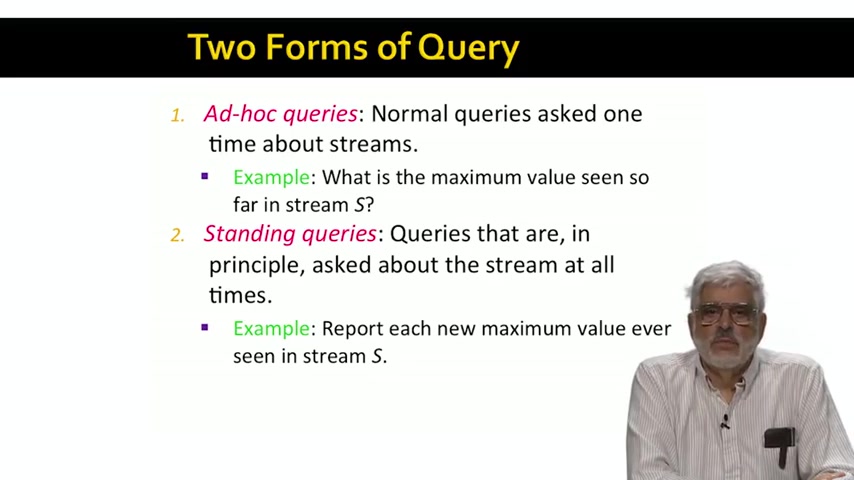 Two Forms of Query
1. Ad-hoc queries: Normal queries asked one
time about streams.
▪ Example: What is the maximum value seen so
far in stream S?
2. Standing queries: Queries that are, in
principle, asked about the stream at all
times.
▪ Example: Report each new maximum value ever
seen in stream S.